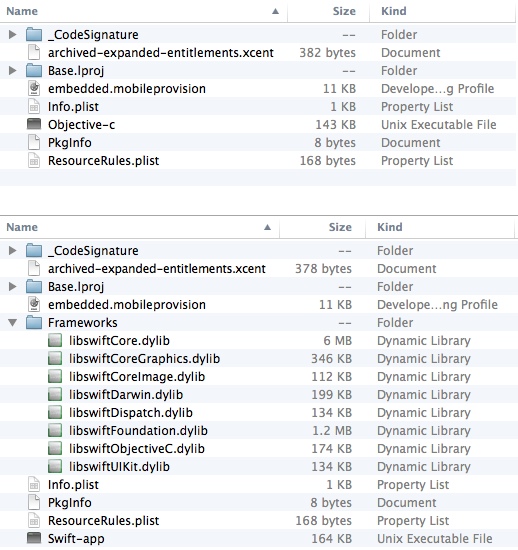 Name Size Kind
_CodeSignature -- Folder
archived-expanded-entitlements.xcent 382 bytes Document
Base.lproj -- Folder
embedded.mobileprovision 11 KB Develope...g Profile
Info.plist 1 KB Property List
Objective-c 143 KB Unix Executable File
PkgInfo 8 bytes Document
ResourceRules.plist 168 bytes Property List
Name Size Kind
_CodeSignature -- Folder
archived-expanded-entitlements.xcent 378 bytes Document
Base.lproj -- Folder
embedded.mobileprovision 11 KB Develope...ng Profile
Frameworks -- Folder
libswiftCore.dylib 6 MB Dynamic Library
libswiftCoreGraphics.dylib 346 KB Dynamic Library
libswiftCoreImage.dylib 112 KB Dynamic Library
libswiftDarwin.dylib 199 KB Dynamic Library
libswiftDispatch.dylib 134 KB Dynamic Library
libswiftFoundation.dylib 1.2 MB Dynamic Library
libswiftObjectiveC.dylib 174 KB Dynamic Library
libswiftUIKit.dylib 134 KB Dynamic Library
Info.plist 1 KB Property List
PkgInfo 8 bytes Document
ResourceRules.plist 168 bytes Property List
Swift-app 164 KB Unix Executable File